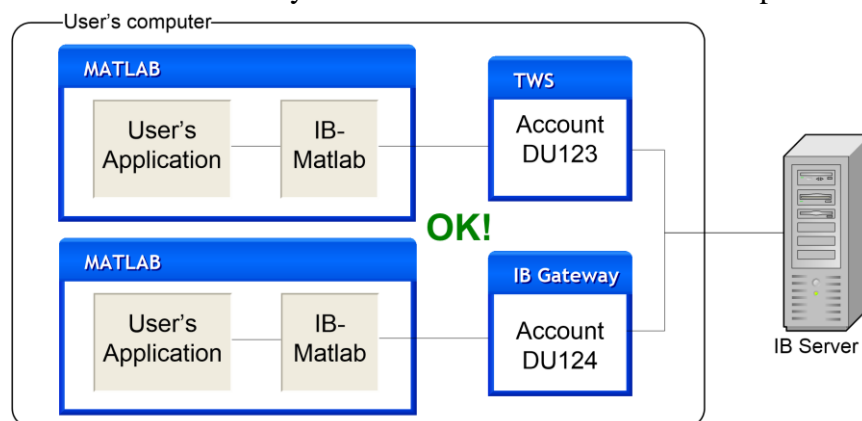 User's computer
MATLAB
User's
Application
IB-
Matlab
TWS
Account
DU123
OK!
MATLAB
User's
Application
IB-
Matlab
IB Gateway
Account
DU124
IB Server